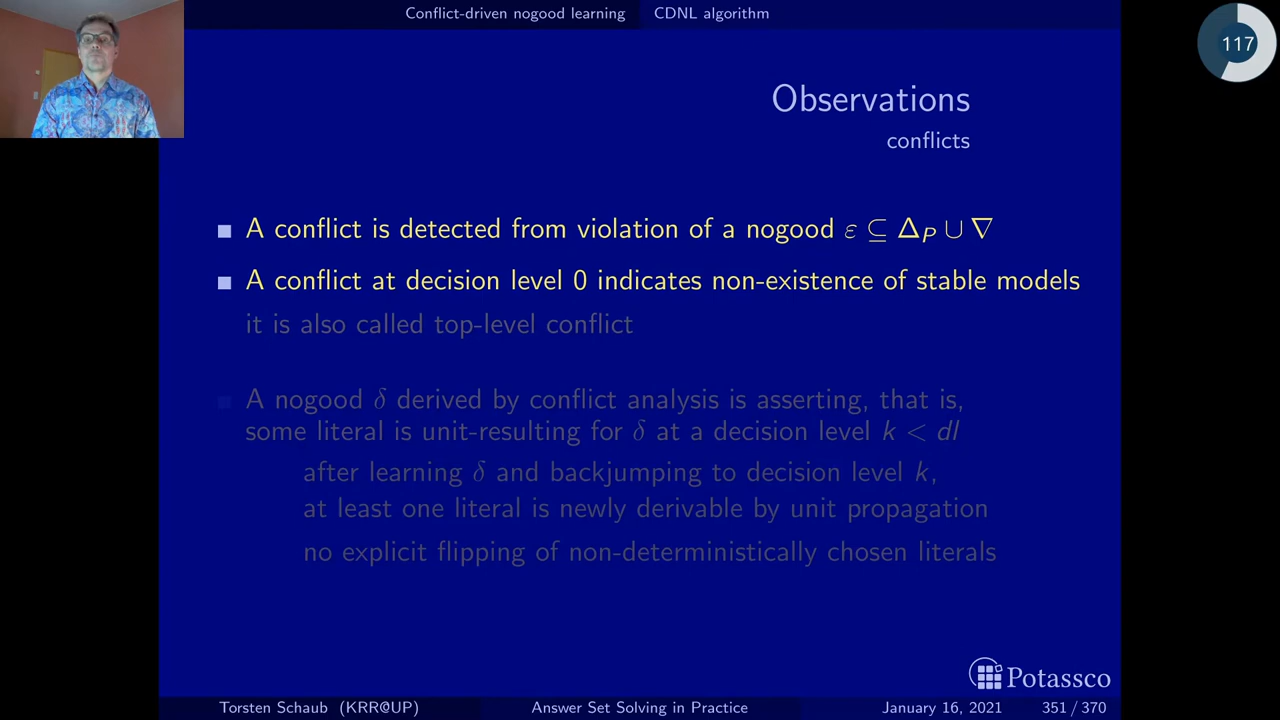 Conflict-driven nogood learning CDNL algorithm
117
Observations
conflicts
A conflict is detected from violation of a nogood ε ⊆ Δ_P ∪ ∇
A conflict at decision level 0 indicates non-existence of stable models
it is also called top-level conflict
A nogood δ derived by conflict analysis is asserting, that is,
some literal is unit-resulting for δ at a decision level k < dl
after learning δ and backjumping to decision level k,
at least one literal is newly derivable by unit propagation
no explicit flipping of non-deterministically chosen literals
Potassco
Torsten Schaub (KRR@UP) Answer Set Solving in Practice January 16, 2021 351 / 370